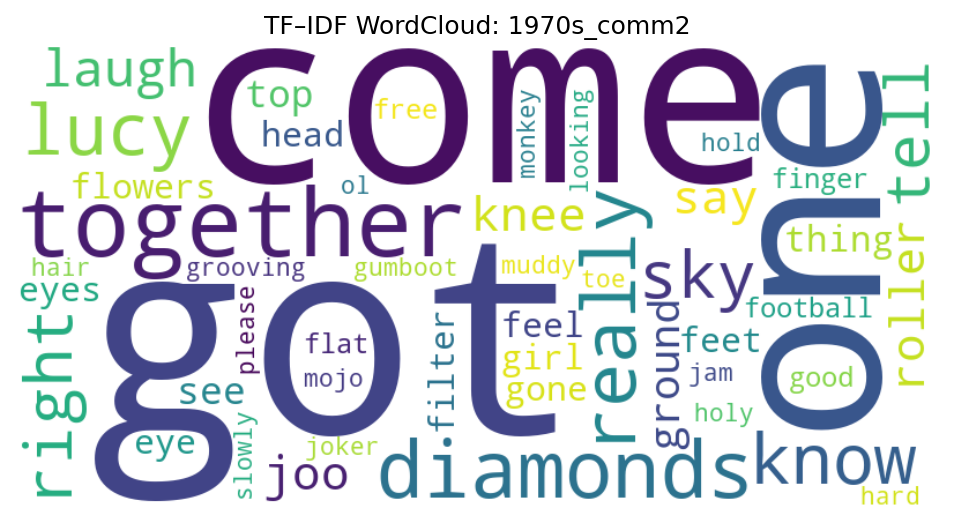 TF–IDF WordCloud: 1970s_comm2
laugh
come
one
tell
top
free
monkey
looking
lucy
head
hold
flowers
ol
finger
together
knee
say
really
thing
roller
hair
grooving
gumboot
muddy
toe
sky
eyes
football
got
please
flat
filter
feel
girl
gone
ground
feet
right
see
mojo
jam
good
eye
slowly
joker
holy
joo
diamonds
know
hard